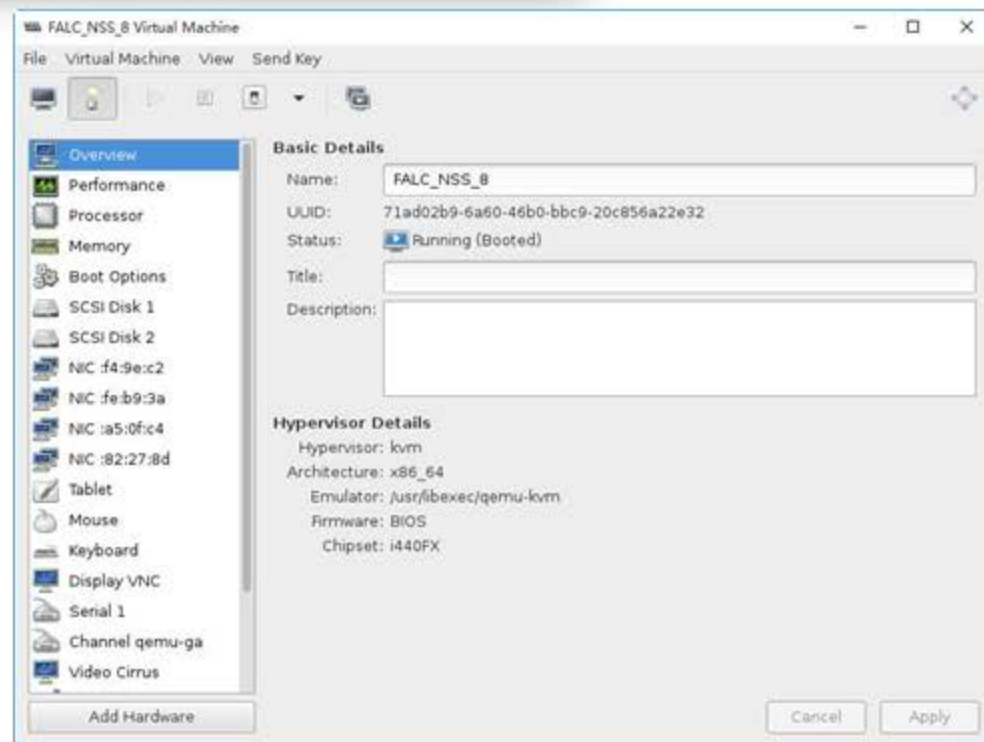 FALC_NSS_8 Virtual Machine
File Virtual Machine View Send Key
Overview
Performance
Processor
Memory
Boot Options
SCSI Disk 1
SCSI Disk 2
NIC :f4:9e:c2
NIC :fe:b9:3a
NIC :a5:0f:c4
NIC :82:27:8d
Tablet
Mouse
Keyboard
Display VNC
Serial 1
Channel qemu-ga
Video Cirrus
Add Hardware
Basic Details
Name: FALC_NSS_8
UUID: 71ad02b9-6a60-46b0-bbc9-20c856a22e32
Status: Running (Booted)
Title:
Description:
Hypervisor Details
Hypervisor: kvm
Architecture: x86_64
Emulator: /usr/libexec/qemu-kvm
Firmware: BIOS
Chipset: i440FX
Cancel Apply